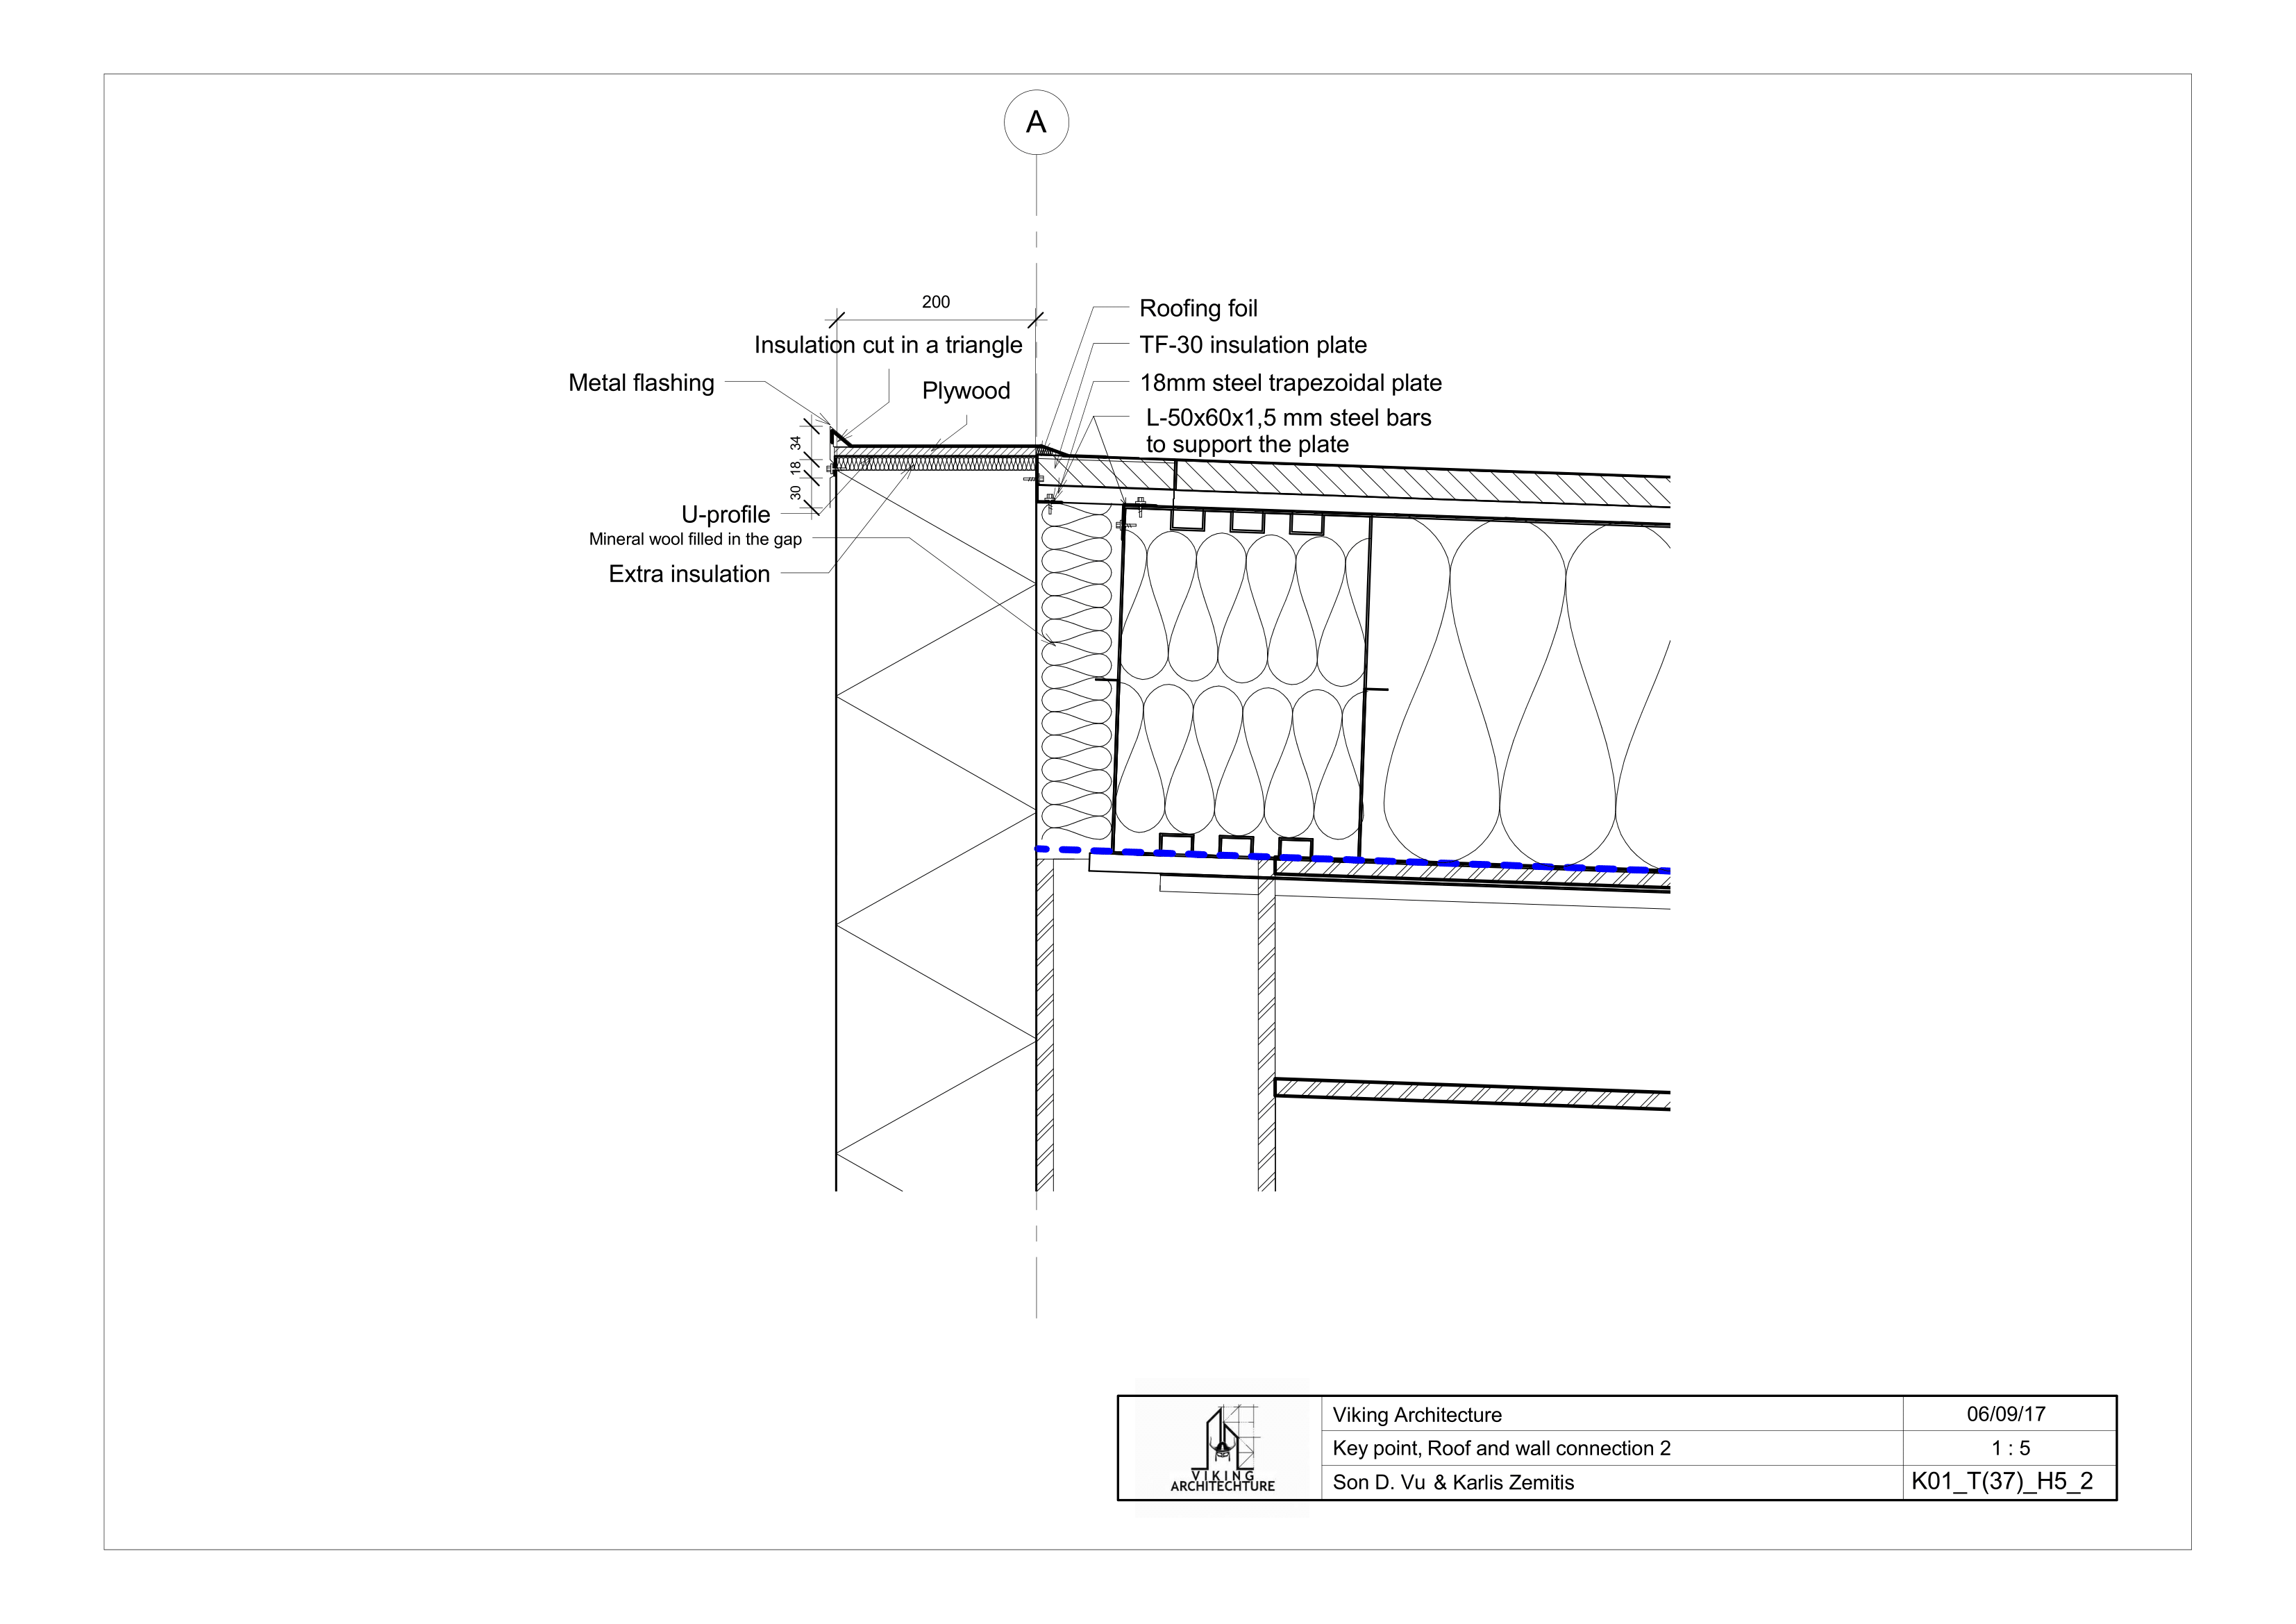 A
200
Roofing foil
Insulation cut in a triangle
TF-30 insulation plate
Metal flashing
Plywood
18mm steel trapezoidal plate
L-50x60x1,5 mm steel bars
to support the plate
34
18
30
U-profile
Mineral wool filled in the gap
Extra insulation
VIKING
ARCHITECHTURE
Viking Architecture
06/09/17
Key point, Roof and wall connection 2
1 : 5
Son D. Vu & Karlis Zemitis
K01_T(37)_H5_2